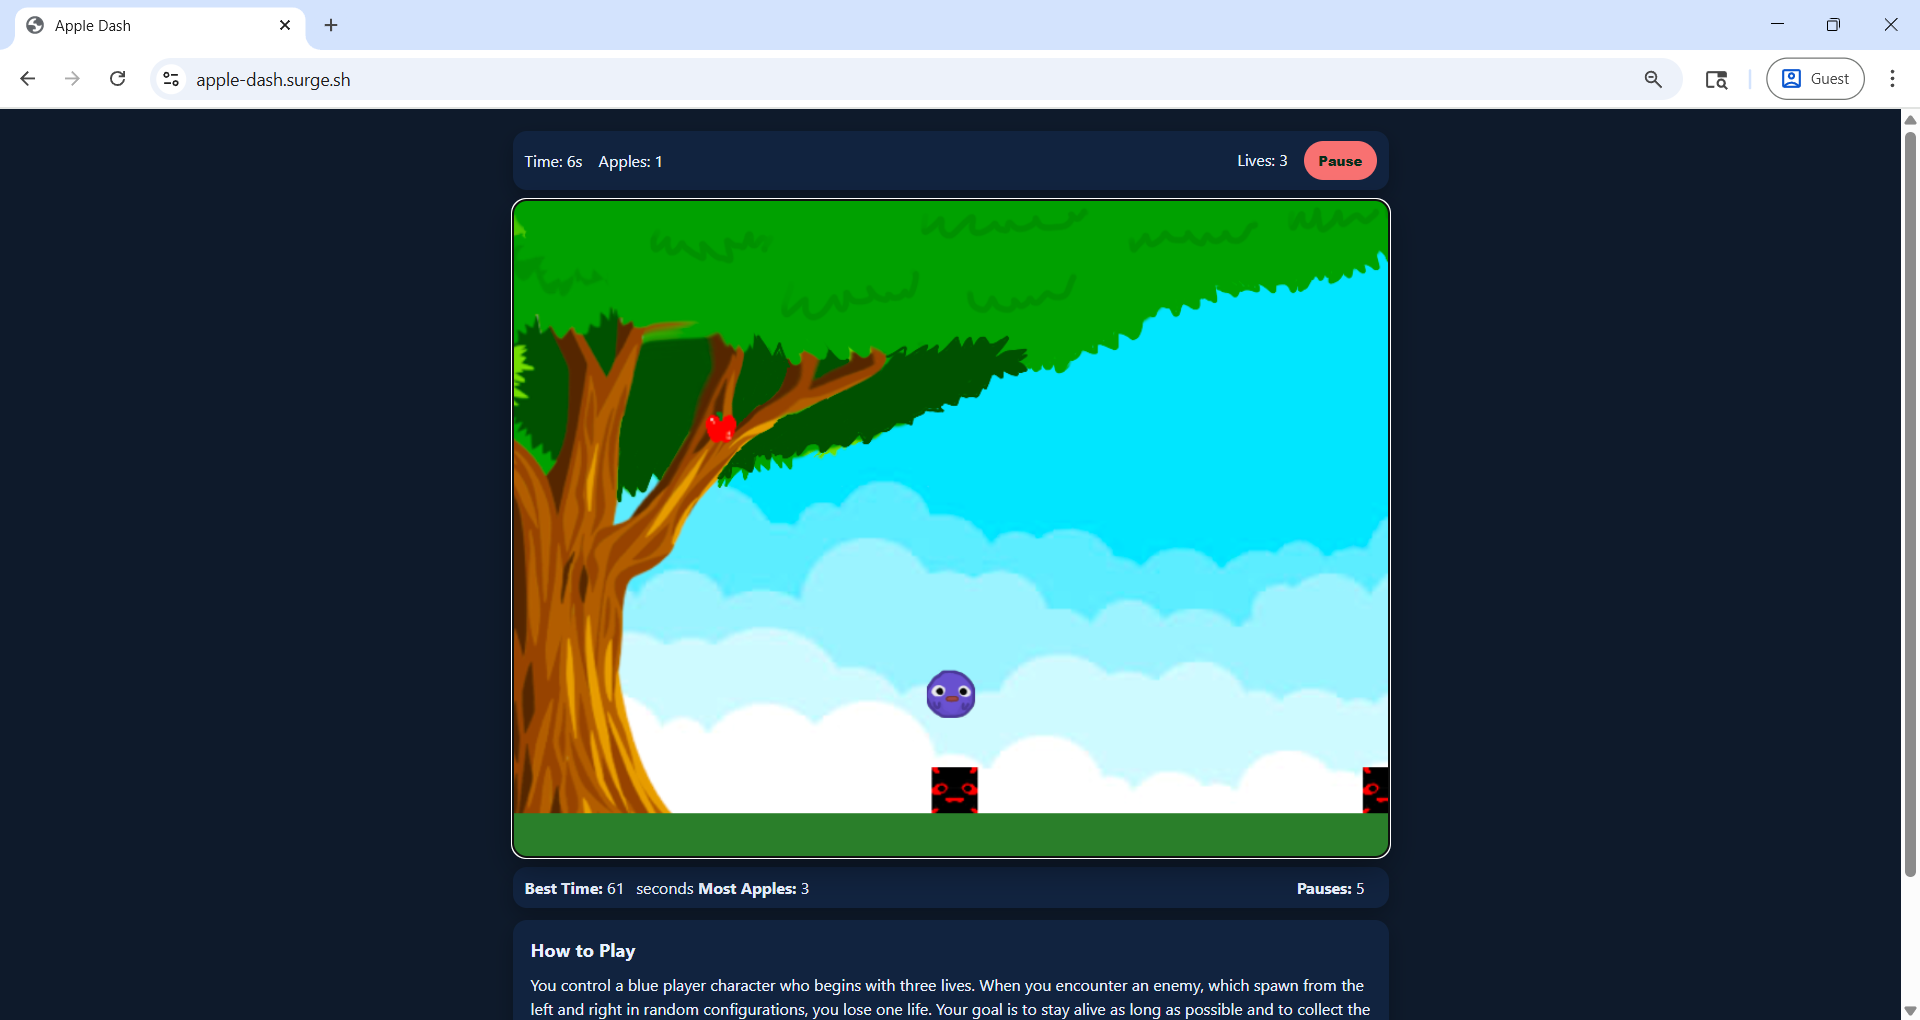 Apple Dash
apple-dash.surge.sh
Guest
Time: 6s Apples: 1
Lives: 3
Pause
Best Time: 61 seconds Most Apples: 3
Pauses: 5
How to Play
You control a blue player character who begins with three lives. When you encounter an enemy, which spawn from the
left and right in random configurations, you lose one life. Your goal is to stay alive as long as possible and to collect the